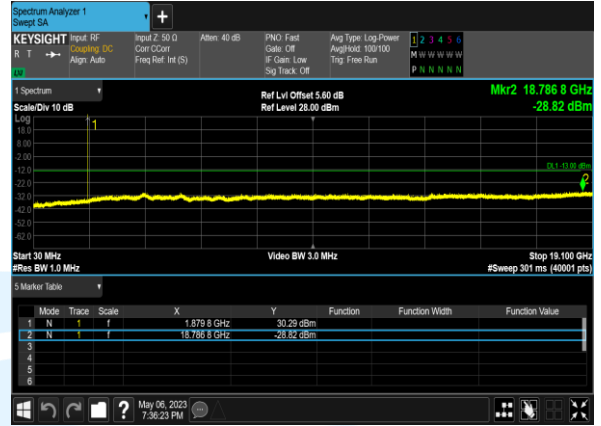 Spectrum Analyzer 1
Swept SA
+
KEYSIGHT Input: RF Input Z: 50 Ω Atten: 40 dB PNO: Fast Avg Type: Log-Power 1 2 3 4 5 6
R T Coupling: DC Corr CCorr Gate: Off Avg|Hold: 100/100 M W W W W W
Align: Auto Freq Ref: Int (S) IF Gain: Low Trig: Free Run P N N N N N
Sig Track: Off
LXI
1 Spectrum Ref Lvl Offset 5.60 dB Mkr2 18.786 8 GHz
Scale/Div 10 dB Ref Level 28.00 dBm -28.82 dBm
Log
1
18.0
8.00
-2.00
-12.0 DL1 -13.00 dBm
-22.0 2
-32.0
-42.0
-52.0
-62.0
Start 30 MHz Video BW 3.0 MHz Stop 19.100 GHz
#Res BW 1.0 MHz #Sweep 301 ms (40001 pts)
5 Marker Table
Mode Trace Scale X Y Function Function Width Function Value
1 N 1 f 1.879 8 GHz 30.29 dBm
2 N 1 f 18.786 8 GHz -28.82 dBm
3
4
5
6
? May 06, 2023
7:36:23 PM